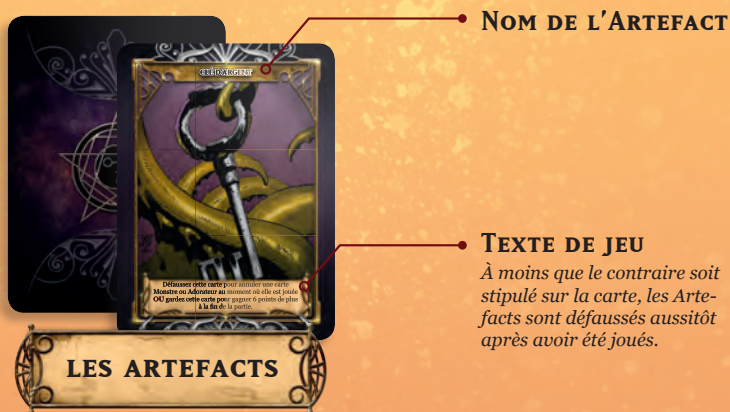 Nom de l'Artefact
CLÉ D'ARGENT
Texte de jeu
À moins que le contraire soit
stipulé sur la carte, les Arte-
facts sont défaussés aussitôt
après avoir été joués.
Défaussez cette carte pour annuler une carte
Monstre ou Adorateur au moment où elle est jouée
OU gardez cette carte pour gagner 6 points de plus
à la fin de la partie.
LES ARTEFACTS